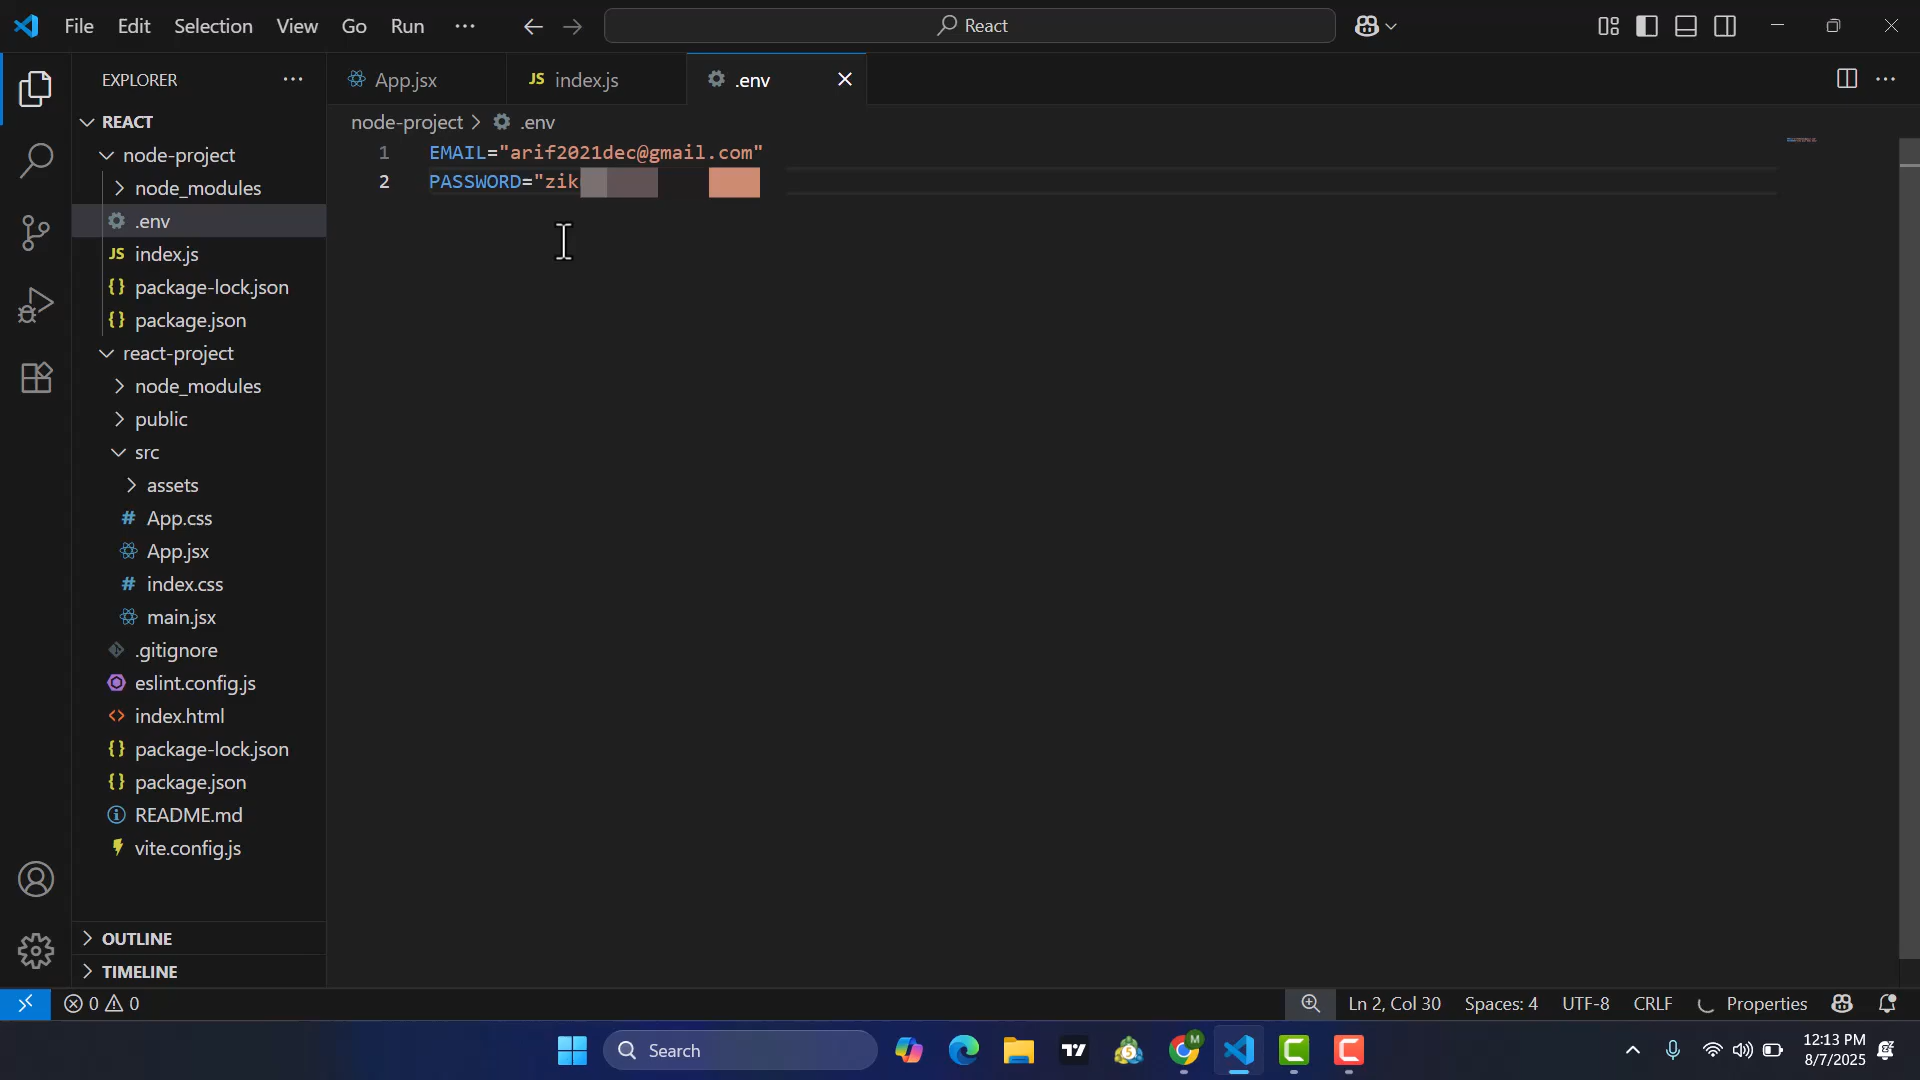 File Edit Selection View Go Run ··· React
EXPLORER ···
App.jsx
JS index.js
.env
REACT
node-project > .env
node-project
node_modules
.env
JS index.js
{} package-lock.json
{} package.json
react-project
node_modules
public
src
assets
# App.css
App.jsx
# index.css
main.jsx
.gitignore
eslint.config.js
<> index.html
{} package-lock.json
{} package.json
README.md
vite.config.js
OUTLINE
TIMELINE
1 EMAIL="arif2021dec@gmail.com"
2 PASSWORD="zik
0 0
Ln 2, Col 30 Spaces: 4 UTF-8 CRLF Properties
Search
M
5
12:13 PM
8/7/2025